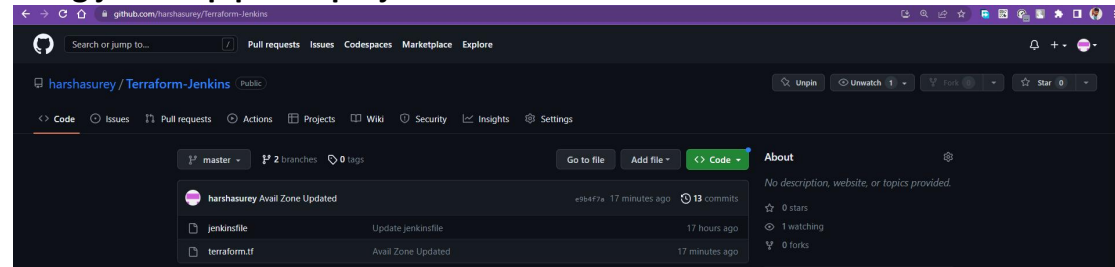 github.com/harshasurey/Terraform-Jenkins
Search or jump to... / Pull requests Issues Codespaces Marketplace Explore
harshasurey / Terraform-Jenkins Public Unpin Unwatch 1 Fork 0 Star 0
<> Code Issues Pull requests Actions Projects Wiki Security Insights Settings
master 2 branches 0 tags Go to file Add file <> Code About
No description, website, or topics provided.
harshasurey Avail Zone Updated e9b4f7a 17 minutes ago 13 commits
0 stars
jenkinsfile Update jenkinsfile 17 hours ago 1 watching
terraform.tf Avail Zone Updated 17 minutes ago 0 forks